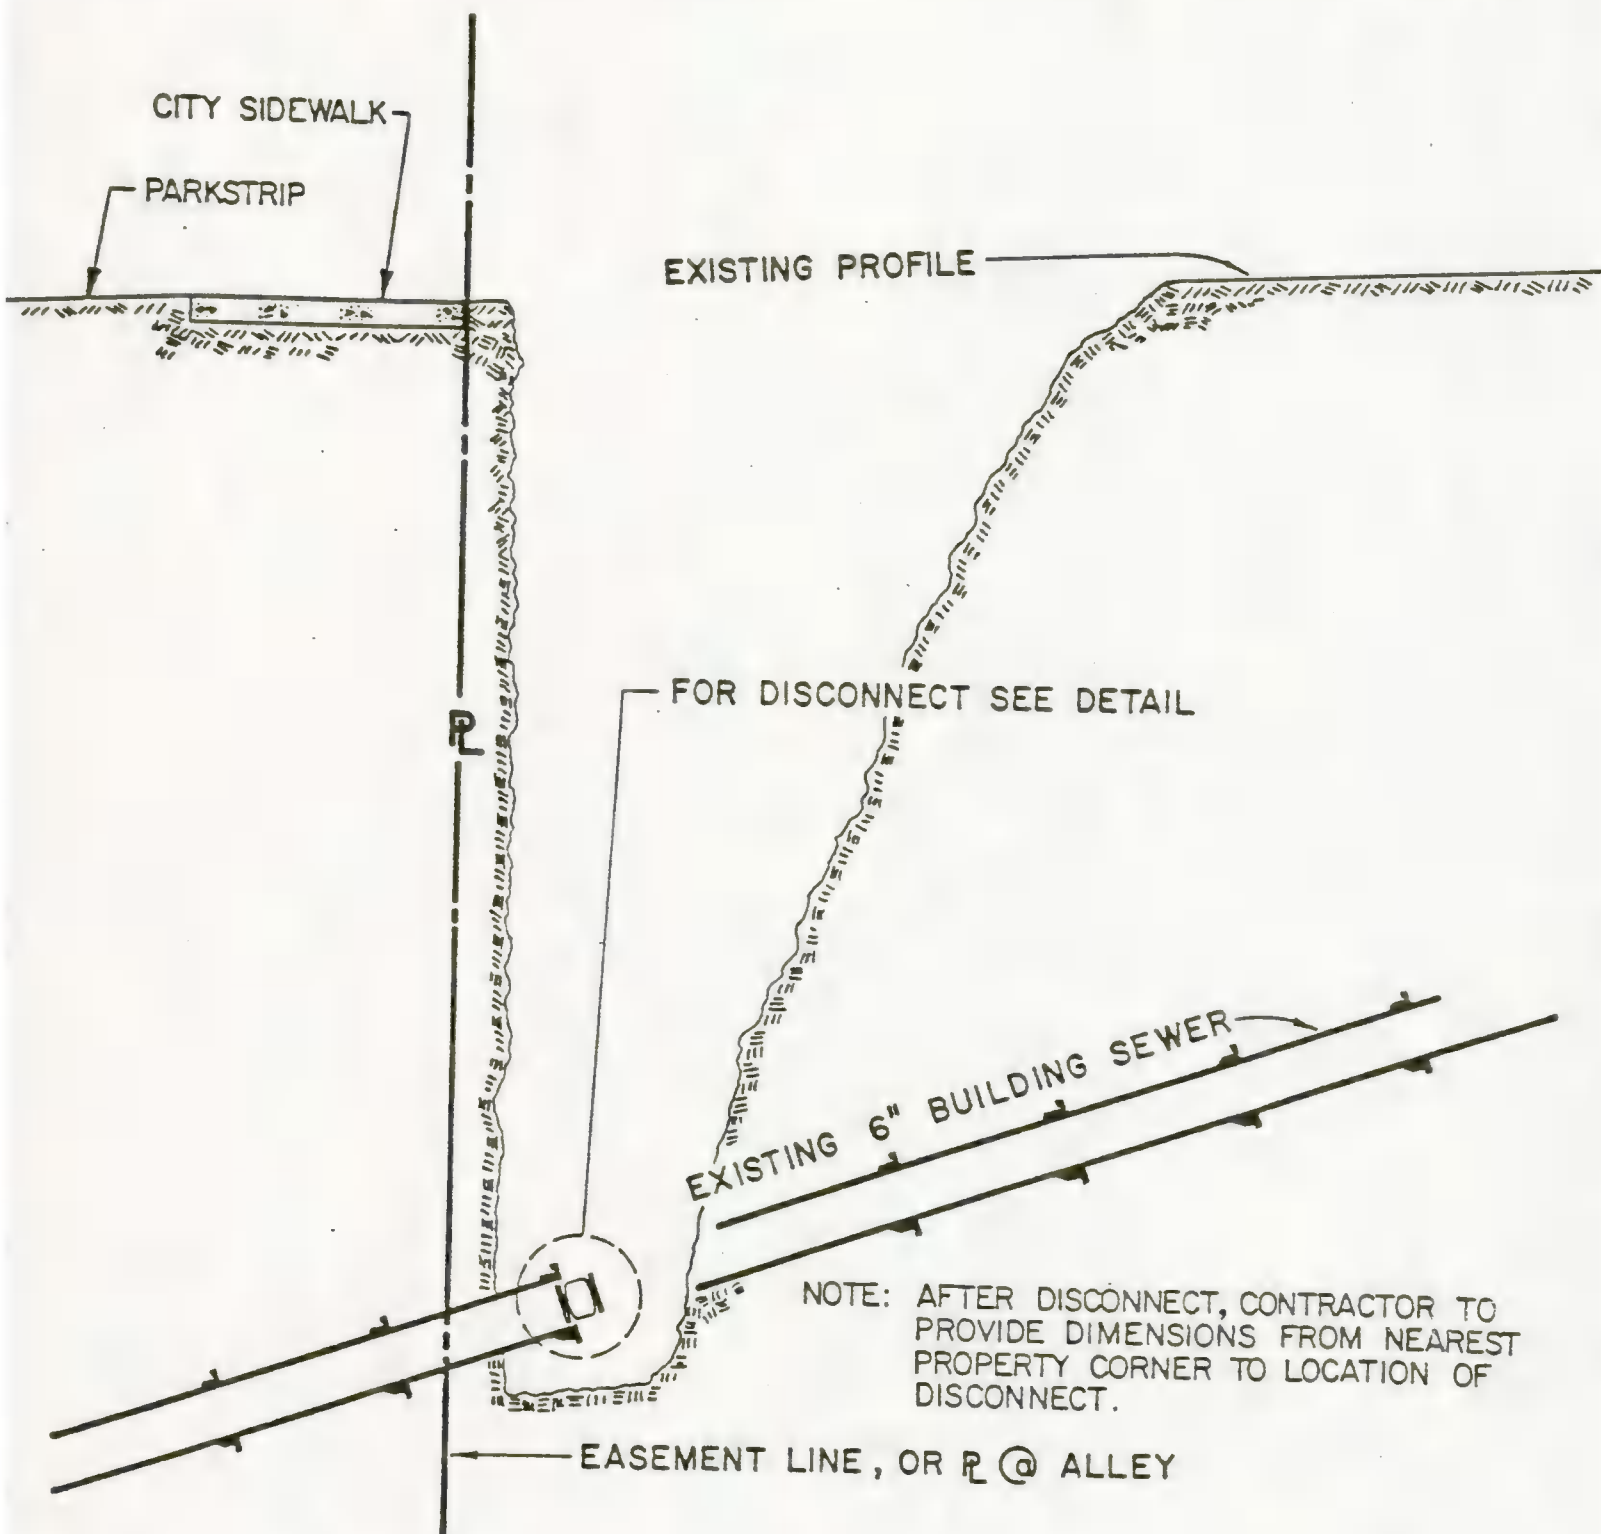 CITY SIDEWALK
PARKSTRIP
EXISTING PROFILE
FOR DISCONNECT SEE DETAIL
PL
EXISTING 6" BUILDING SEWER
NOTE: AFTER DISCONNECT, CONTRACTOR TO
PROVIDE DIMENSIONS FROM NEAREST
PROPERTY CORNER TO LOCATION OF
DISCONNECT.
EASEMENT LINE, OR PL @ ALLEY